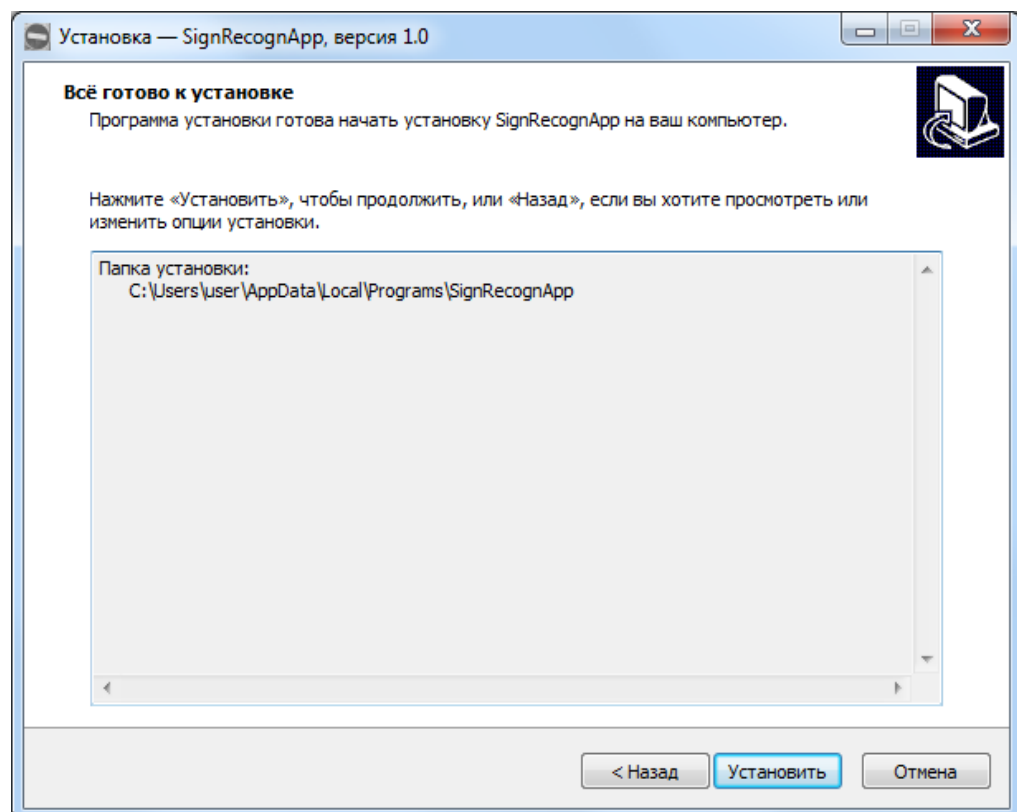 Установка — SignRecognApp, версия 1.0
Всё готово к установке
Программа установки готова начать установку SignRecognApp на ваш компьютер.
Нажмите «Установить», чтобы продолжить, или «Назад», если вы хотите просмотреть или
изменить опции установки.
Папка установки:
C:\Users\user\AppData\Local\Programs\SignRecognApp
< Назад Установить Отмена